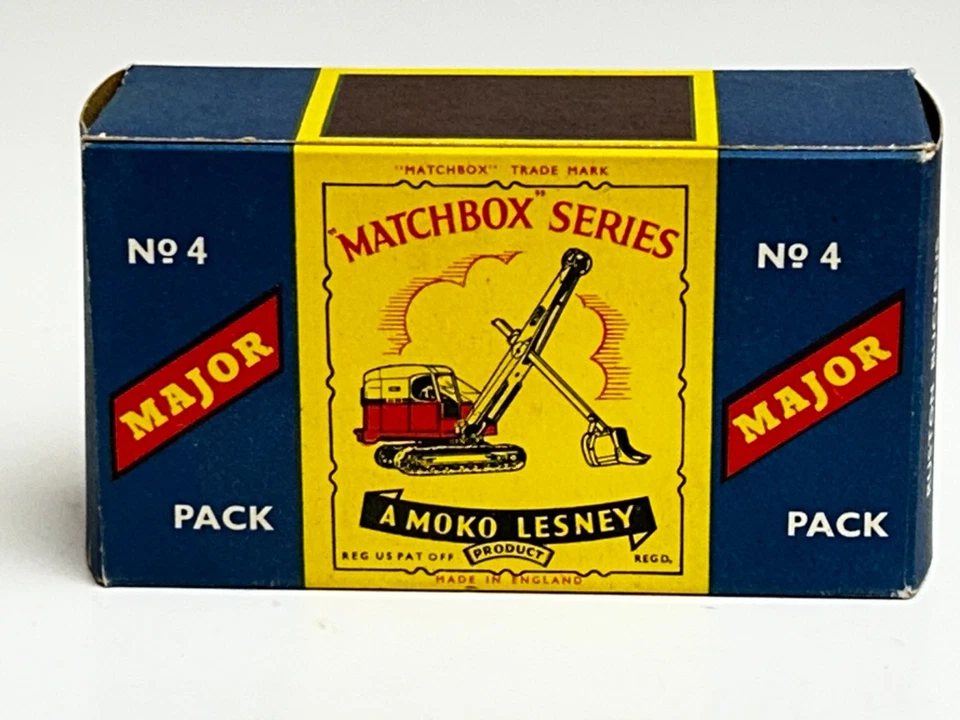 "MATCHBOX" TRADE MARK
"MATCHBOX" SERIES
Nº 4
Nº 4
MAJOR
MAJOR
PACK
PACK
A MOKO LESNEY
PRODUCT
REG US PAT OFF
REGD.
MADE IN ENGLAND